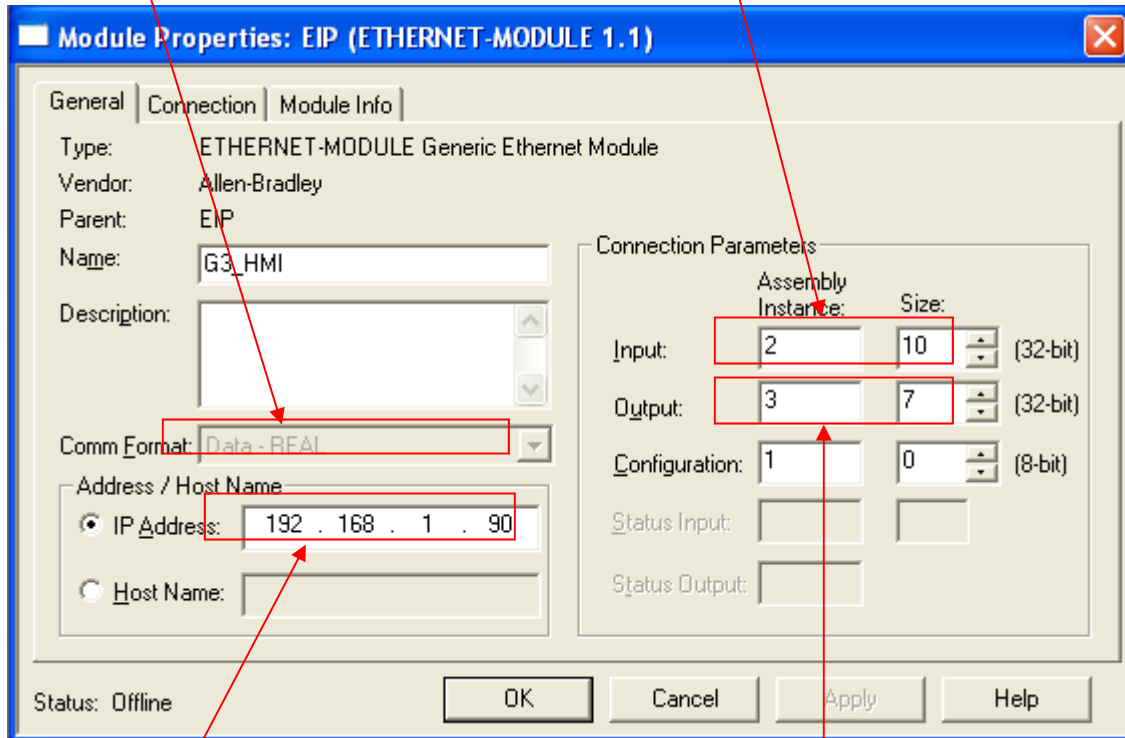 Module Properties: EIP (ETHERNET-MODULE 1.1)
General Connection Module Info
Type: ETHERNET-MODULE Generic Ethernet Module
Vendor: Allen-Bradley
Parent: EIP
Name: G3_HMI
Description:
Comm Format: Data - REAL
Address / Host Name
IP Address: 192 . 168 . 1 . 90
Host Name:
Connection Parameters
Assembly
Instance: Size:
Input: 2 10 (32-bit)
Output: 3 7 (32-bit)
Configuration: 1 0 (8-bit)
Status Input:
Status Output:
Status: Offline OK Cancel Apply Help